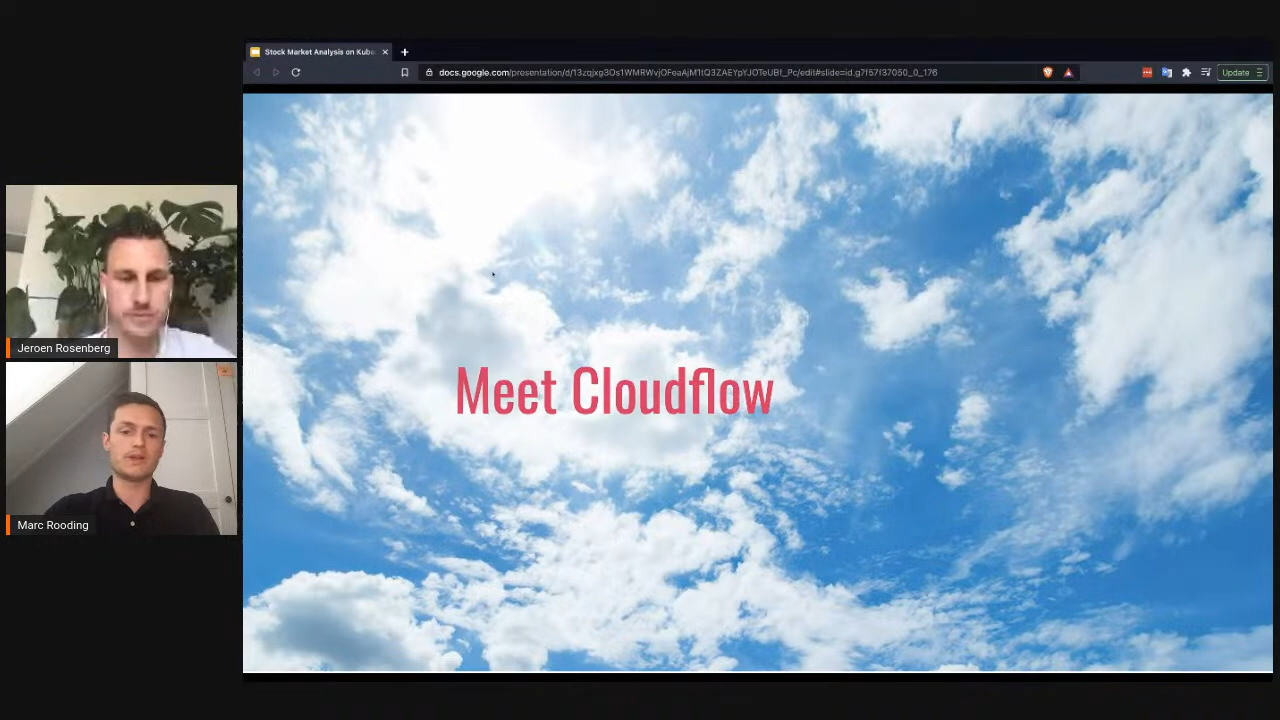 Stock Market Analysis on Kube
docs.google.com/presentation/d/13zqjxg3Os1WMRWvjOFeaAjM1tQ3ZAEYpYJOTeUBf_Pc/edit#slide=id.g7f57f37050_0_176
Update
Meet Cloudflow
Jeroen Rosenberg
Marc Rooding